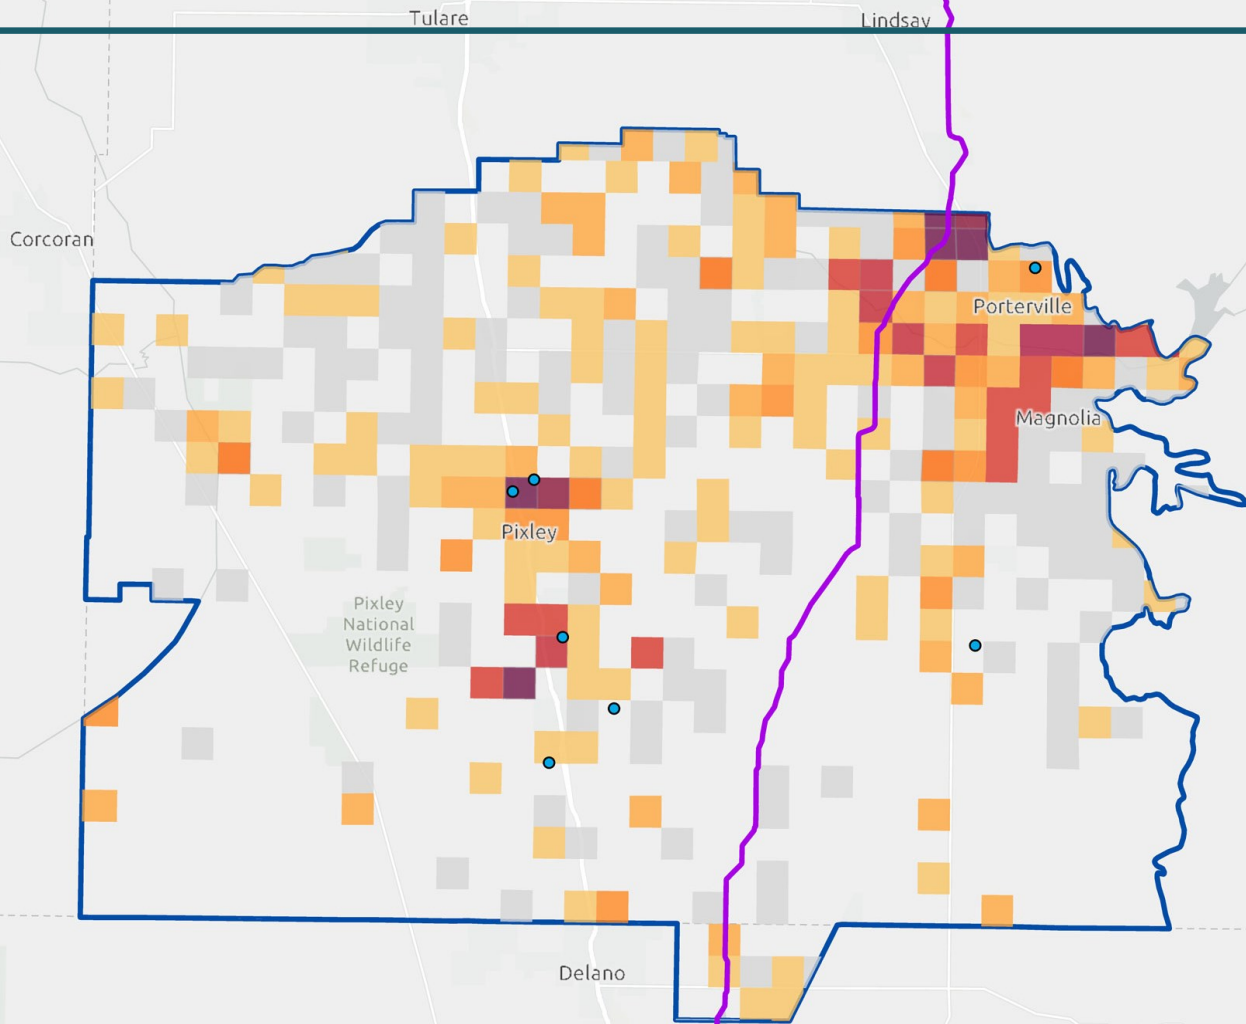 Tulare
Lindsay
Corcoran
Porterville
Magnolia
Pixley
Pixley
National
Wildlife
Refuge
Delano